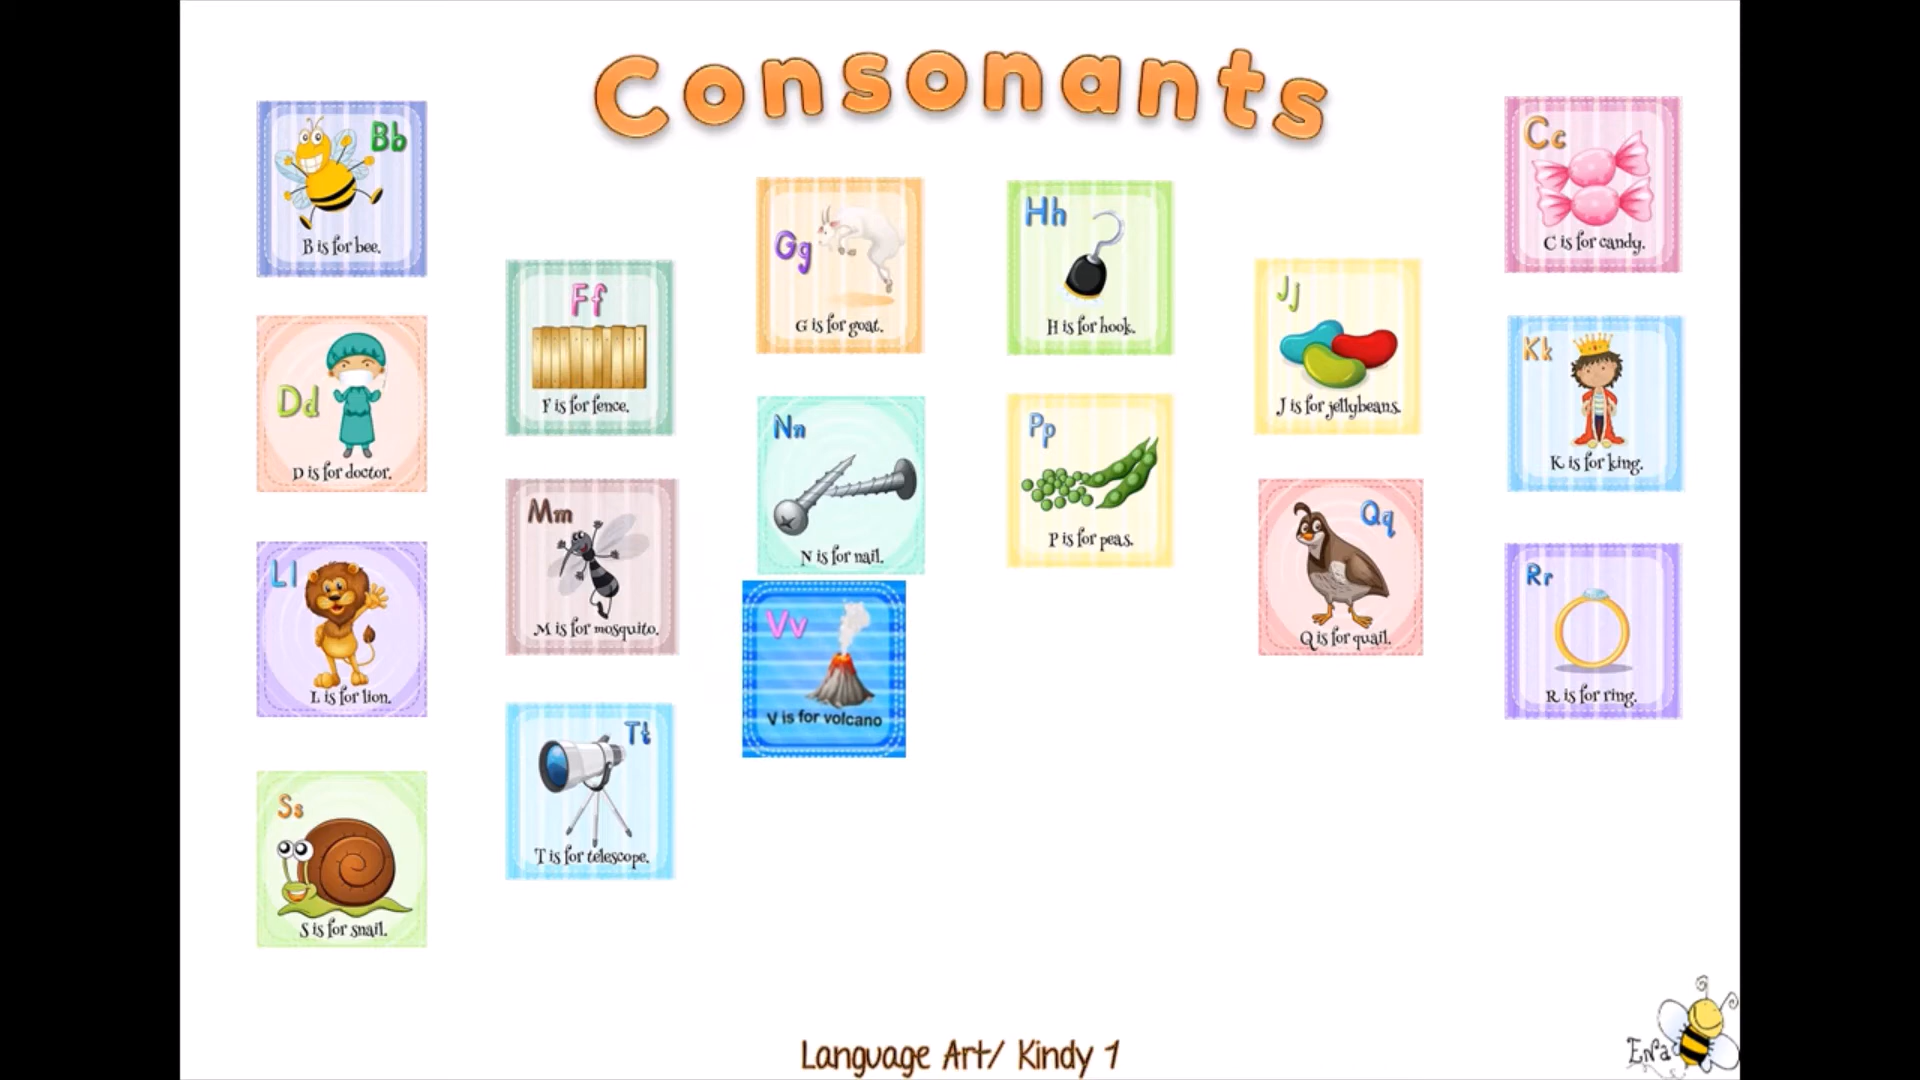 Consonants
Bb
B is for bee.
Cc
C is for candy.
Dd
D is for doctor.
Ff
F is for fence.
Gg
G is for goat.
Hh
H is for hook.
Jj
J is for jellybeans.
Kk
K is for king.
Ll
L is for lion.
Mm
M is for mosquito.
Nn
N is for nail.
Pp
P is for peas.
Qq
Q is for quail.
Rr
R is for ring.
Ss
S is for snail.
Tt
T is for telescope.
Vv
V is for volcano
Language Art/ Kindy 1
ENa